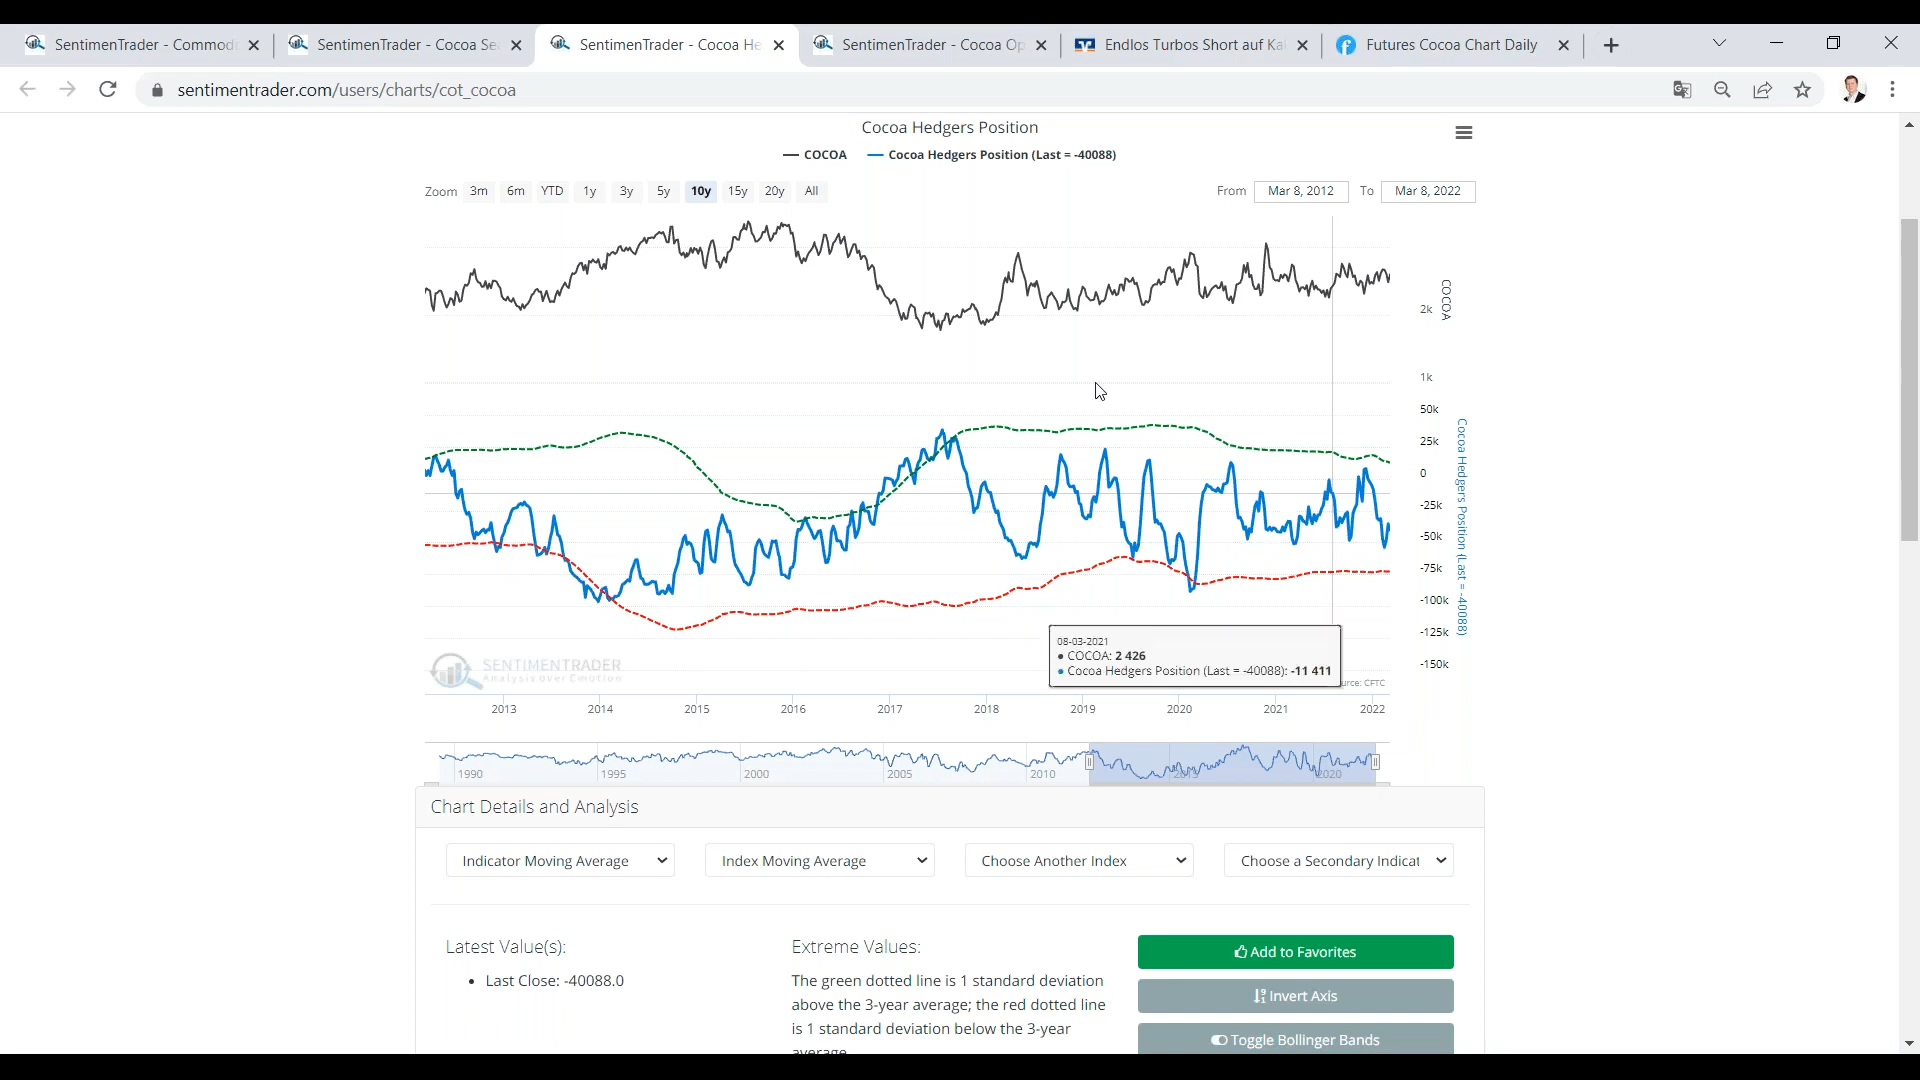 SentimenTrader - Commod
SentimenTrader - Cocoa Se
SentimenTrader - Cocoa He
SentimenTrader - Cocoa Op
Endlos Turbos Short auf Ka
Futures Cocoa Chart Daily
sentimentrader.com/users/charts/cot_cocoa
Cocoa Hedgers Position
COCOA
Cocoa Hedgers Position (Last = -40088)
Zoom 3m 6m YTD 1y 3y 5y 10y 15y 20y All
From Mar 8, 2012 To Mar 8, 2022
COCOA
2k
1k
50k
25k
0
-25k
-50k
-75k
-100k
-125k
-150k
Cocoa Hedgers Position (Last = -40088)
08-03-2021
COCOA: 2 426
Cocoa Hedgers Position (Last = -40088): -11 411
SENTIMENTRADER
Analysis over Emotion
urce: CFTC
2013 2014 2015 2016 2017 2018 2019 2020 2021 2022
1990 1995 2000 2005 2010 2015 2020
Chart Details and Analysis
Indicator Moving Average
Index Moving Average
Choose Another Index
Choose a Secondary Indicat
Latest Value(s):
• Last Close: -40088.0
Extreme Values:
The green dotted line is 1 standard deviation
above the 3-year average; the red dotted line
is 1 standard deviation below the 3-year
average
Add to Favorites
Invert Axis
Toggle Bollinger Bands